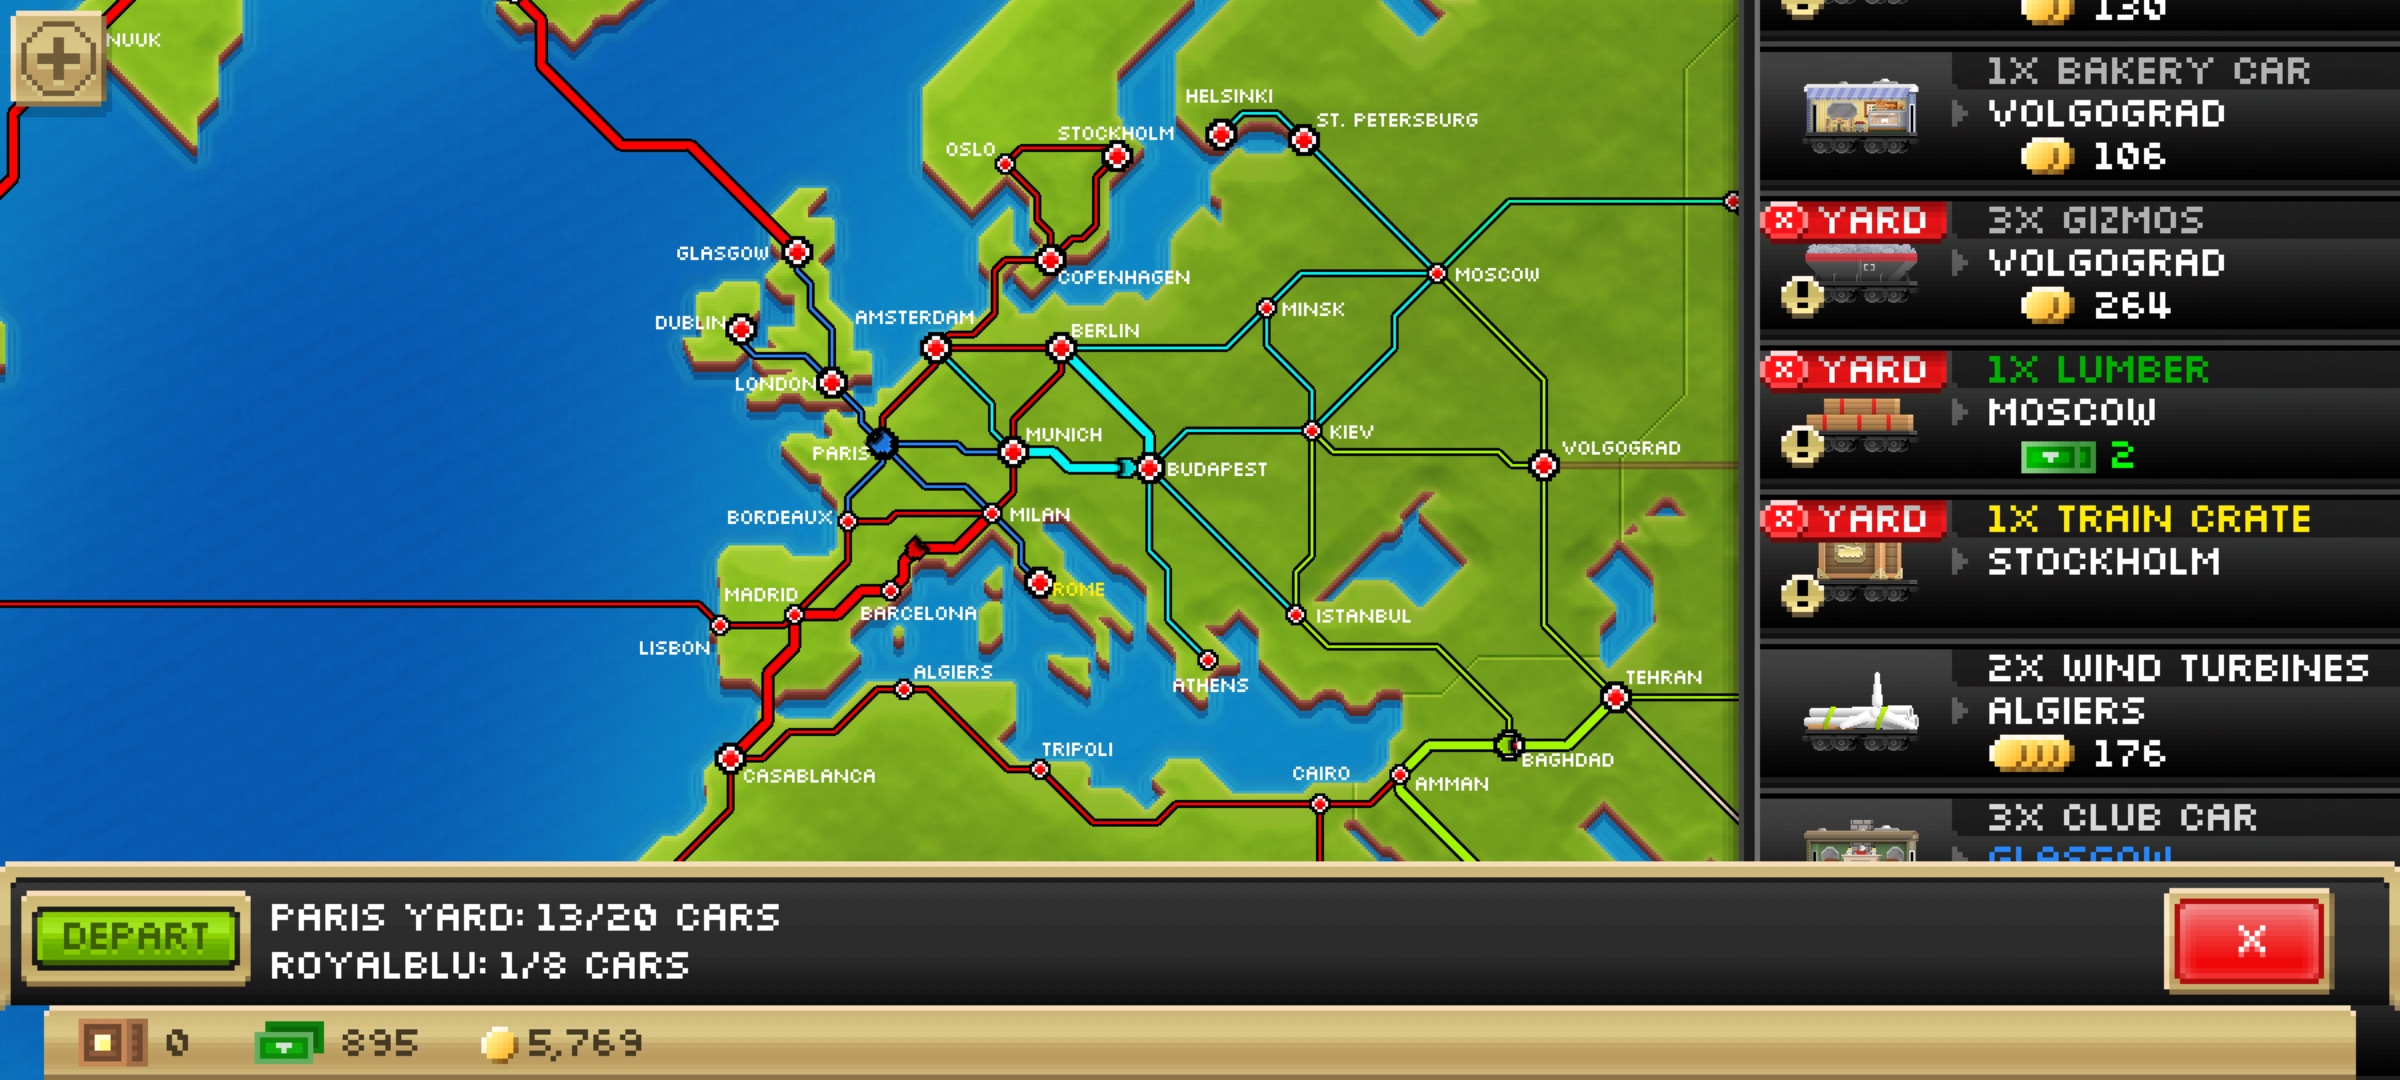 NUUK
HELSINKI
ST. PETERSBURG
STOCKHOLM
OSLO
GLASGOW
COPENHAGEN
MOSCOW
MINSK
DUBLIN
AMSTERDAM
BERLIN
LONDON
MUNICH
KIEV
VOLGOGRAD
PARIS
BUDAPEST
BORDEAUX
MILAN
MADRID
ROME
BARCELONA
ISTANBUL
LISBON
ALGIERS
ATHENS
TEHRAN
TRIPOLI
CASABLANCA
CAIRO
BAGHDAD
AMMAN
130
1X BAKERY CAR
VOLGOGRAD
106
YARD
3X GIZMOS
VOLGOGRAD
264
YARD
1X LUMBER
MOSCOW
2
YARD
1X TRAIN CRATE
STOCKHOLM
2X WIND TURBINES
ALGIERS
176
3X CLUB CAR
GLASGOW
DEPART
PARIS YARD: 13/20 CARS
ROYALBLU: 1/8 CARS
X
0
895
5,769